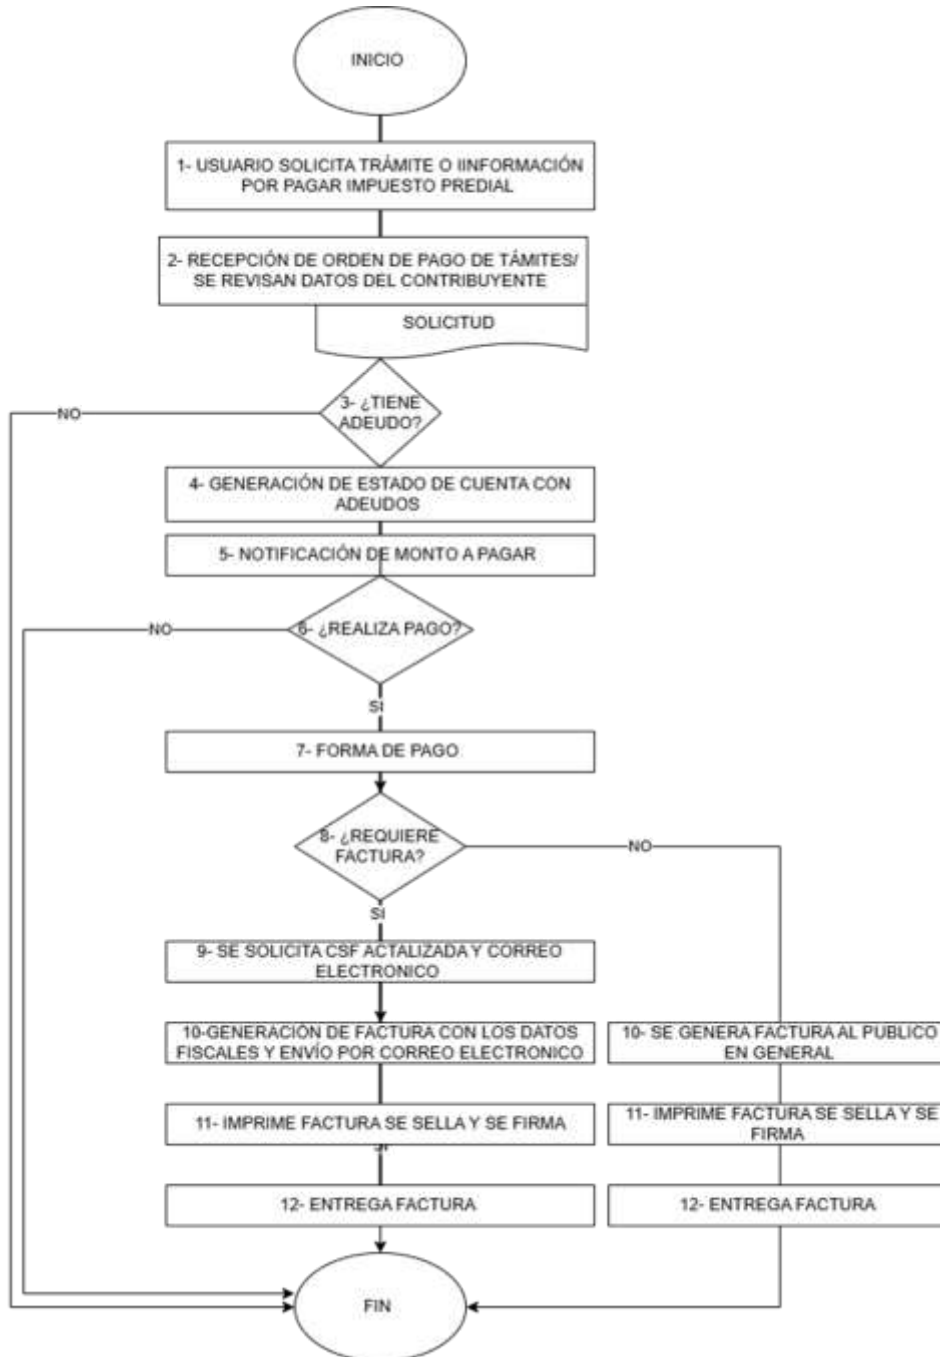 INICIO
1- USUARIO SOLICITA TRÁMITE O IINFORMACIÓN
POR PAGAR IMPUESTO PREDIAL
2- RECEPCIÓN DE ORDEN DE PAGO DE TÁMITES/
SE REVISAN DATOS DEL CONTRIBUYENTE
SOLICITUD
3- ¿TIENE
ADEUDO?
NO
4- GENERACIÓN DE ESTADO DE CUENTA CON
ADEUDOS
5- NOTIFICACIÓN DE MONTO A PAGAR
6- ¿REALIZA PAGO?
NO
SI
7- FORMA DE PAGO
8- ¿REQUIERE
FACTURA?
NO
SI
9- SE SOLICITA CSF ACTALIZADA Y CORREO
ELECTRONICO
10-GENERACIÓN DE FACTURA CON LOS DATOS
FISCALES Y ENVÍO POR CORREO ELECTRONICO
10- SE GENERA FACTURA AL PUBLICO
EN GENERAL
11- IMPRIME FACTURA SE SELLA Y SE FIRMA
11- IMPRIME FACTURA SE SELLA Y SE
FIRMA
12- ENTREGA FACTURA
12- ENTREGA FACTURA
FIN